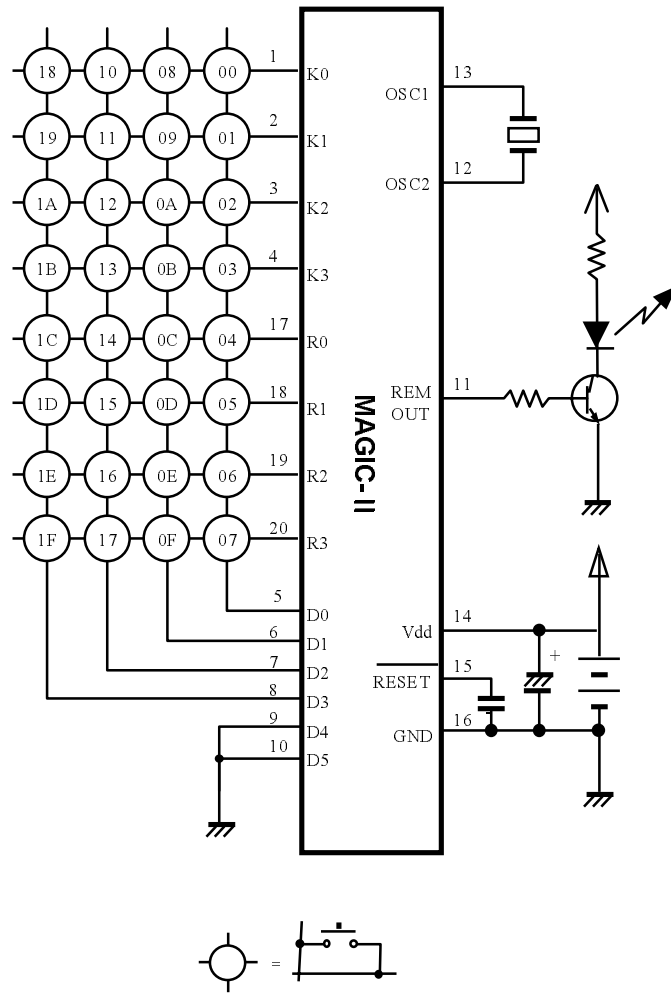 18 10 08 00 1 K0
19 11 09 01 2 K1
1A 12 0A 02 3 K2
1B 13 0B 03 4 K3
1C 14 0C 04 17 R0
1D 15 0D 05 18 R1
1E 16 0E 06 19 R2
1F 17 0F 07 20 R3
5 D0
6 D1
7 D2
8 D3
9 D4
10 D5
MAGIC-II
OSC1 13
OSC2 12
REM 11
OUT
Vdd 14
+
RESET 15
GND 16
=